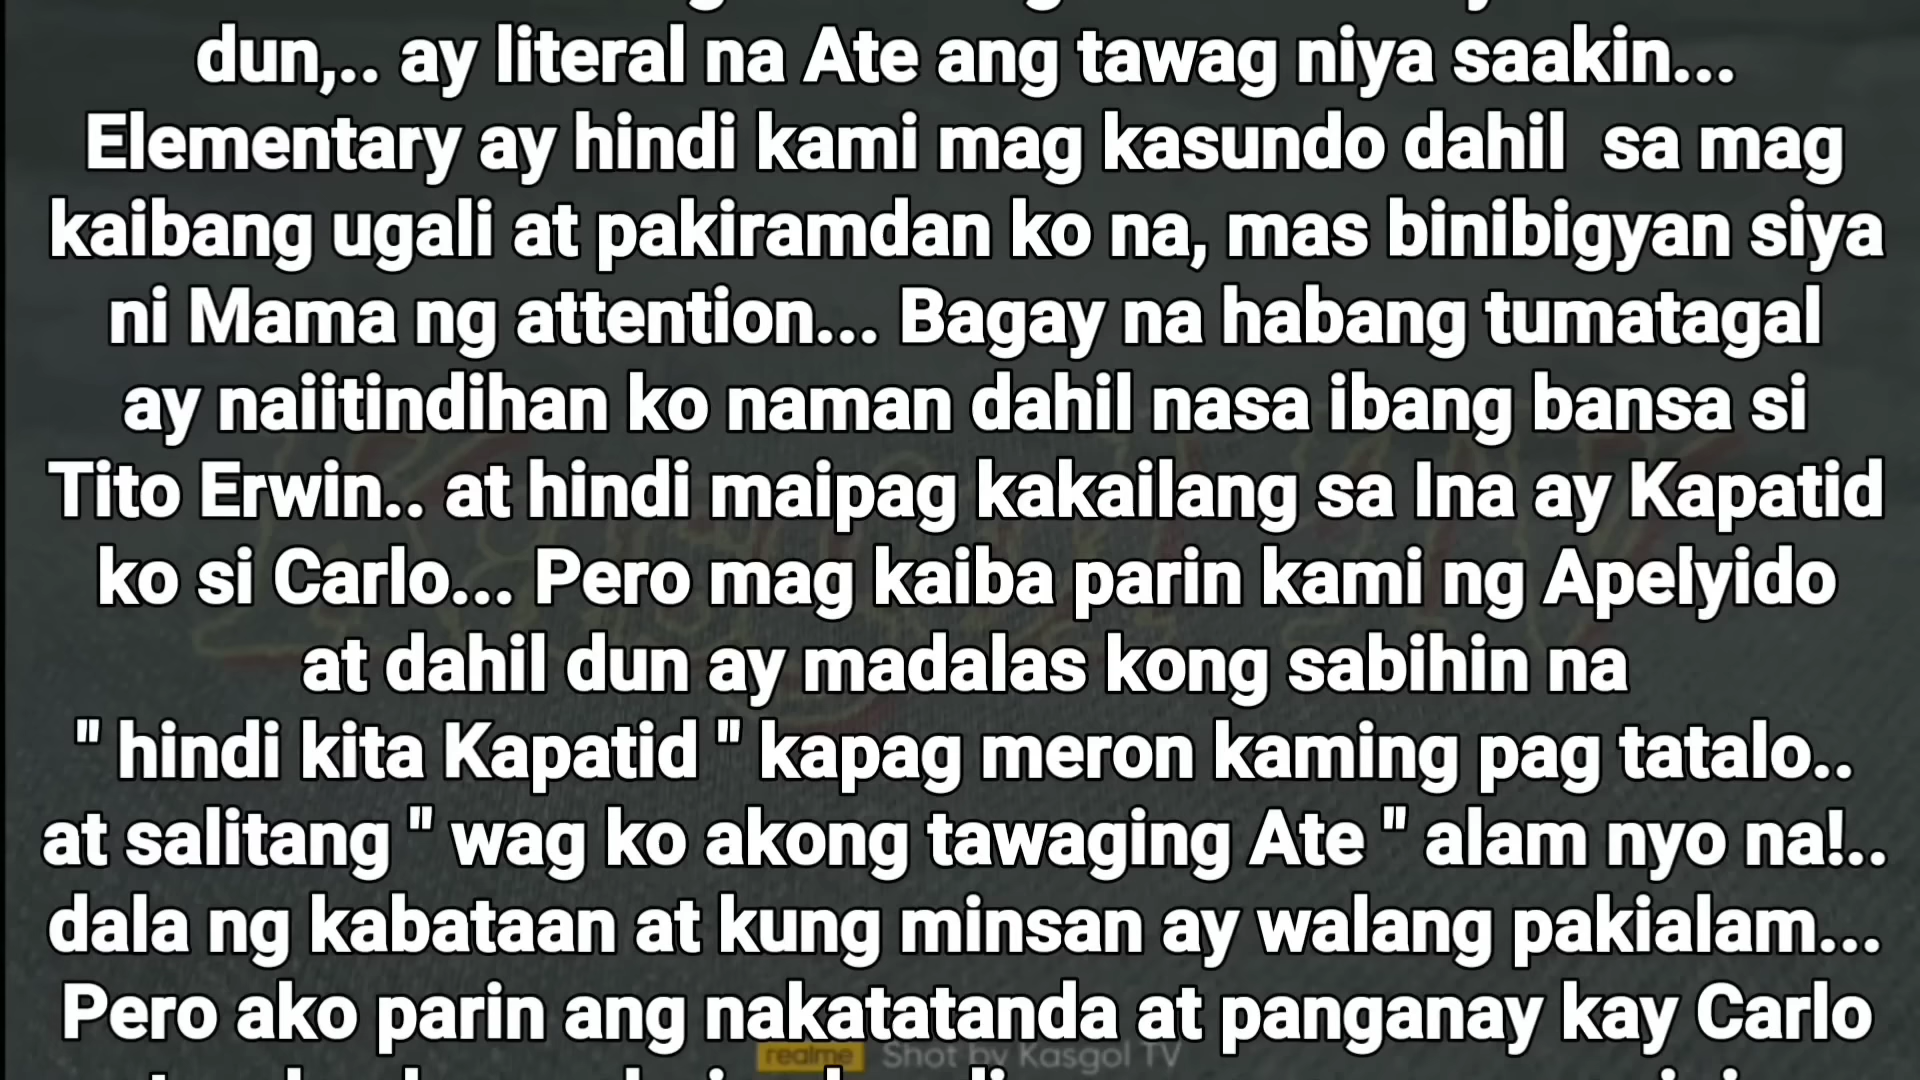 dun,.. ay literal na Ate ang tawag niya saakin...
Elementary ay hindi kami mag kasundo dahil  sa mag
kaibang ugali at pakiramdan ko na, mas binibigyan siya
ni Mama ng attention... Bagay na habang tumatagal
ay naiitindihan ko naman dahil nasa ibang bansa si
Tito Erwin.. at hindi maipag kakailang sa Ina ay Kapatid
ko si Carlo... Pero mag kaiba parin kami ng Apelyido
at dahil dun ay madalas kong sabihin na
" hindi kita Kapatid " kapag meron kaming pag tatalo..
at salitang " wag ko akong tawaging Ate " alam nyo na!..
dala ng kabataan at kung minsan ay walang pakialam...
Pero ako parin ang nakatatanda at panganay kay Carlo
realme Shot by Kasgol TV